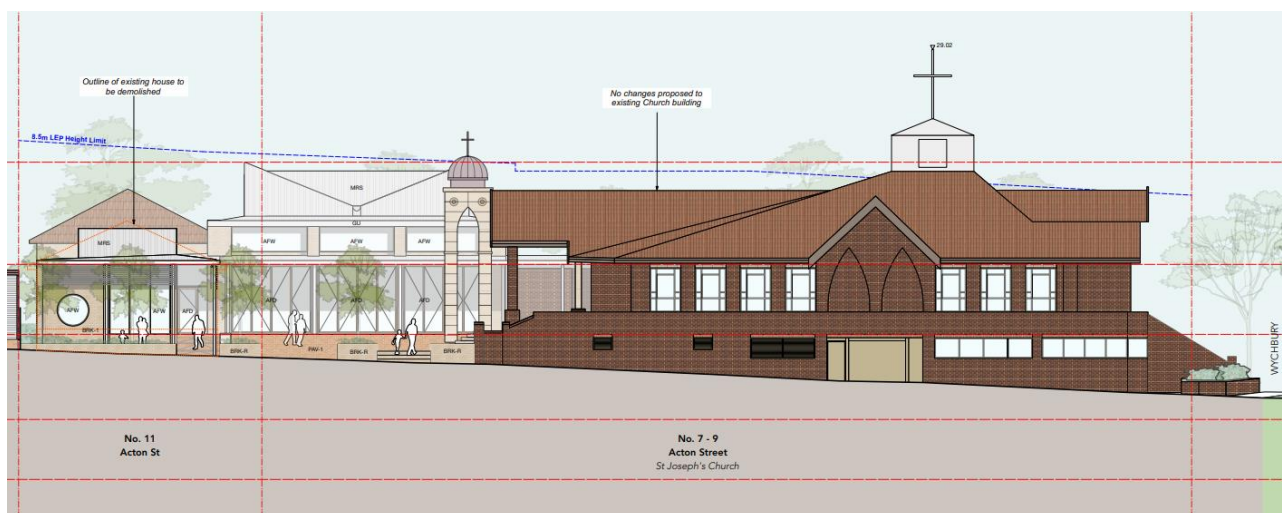 29.02
Outline of existing house to
be demolished
No changes proposed to
existing Church building
8.5m LEP Height Limit
MRS
GU
AFW
AFW
AFW
MRS
AFW
AFW
AFD
AFD
AFD
AFD
BRK-1
BRK-R
PAV-1
BRK-R
BRK-R
WYCHBURY
No. 11
Acton St
No. 7 - 9
Acton Street
St Joseph's Church